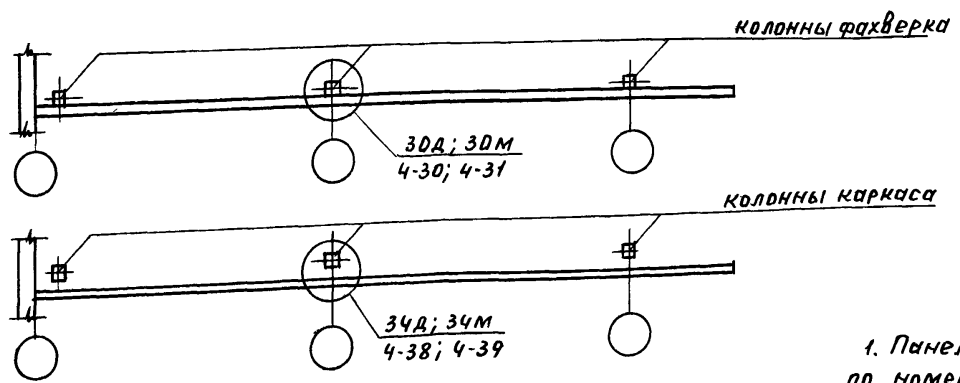 колонны фахверка
30Д; 30М
4-30; 4-31
колонны каркаса
34Д; 34М
4-38; 4-39
1. Панел
по номе